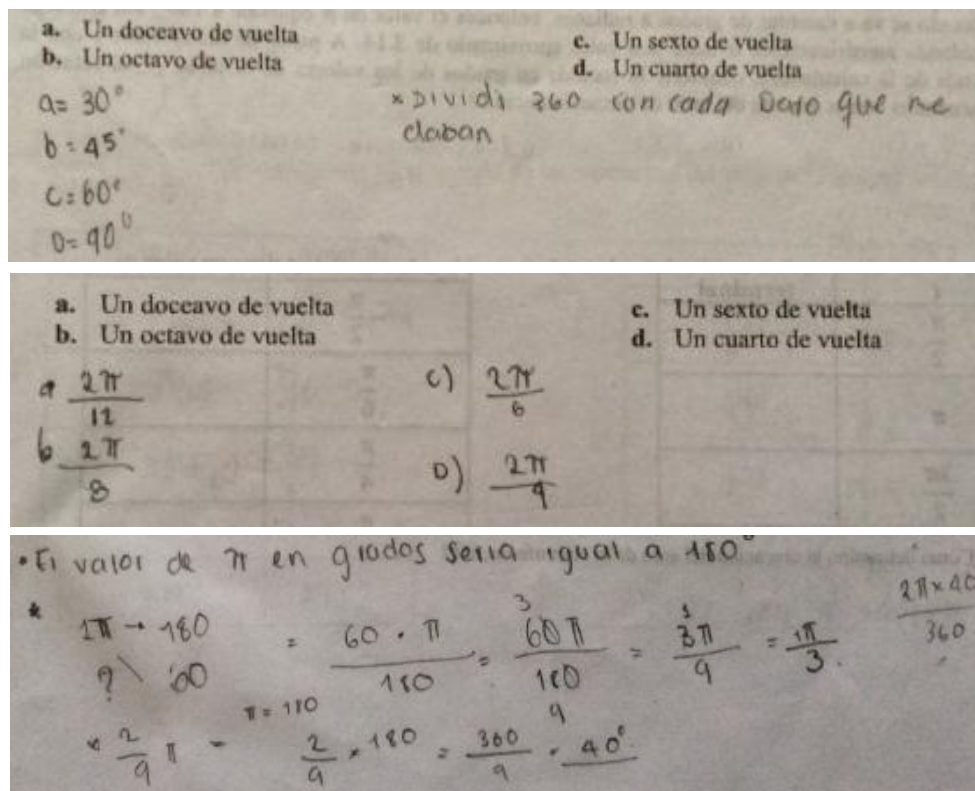 a. Un doceavo de vuelta
b. Un octavo de vuelta
c. Un sexto de vuelta
d. Un cuarto de vuelta
a= 30°
b= 45°
c= 60°
D= 90°
* Dividi 360 con cada Dato que me
daban
a. Un doceavo de vuelta
b. Un octavo de vuelta
c. Un sexto de vuelta
d. Un cuarto de vuelta
a 2π/12
b 2π/8
c) 2π/6
D) 2π/4
• El valor de π en grados seria igual a 180°
* 1π → 180
? 60
= 60 · π / 180 = 60π / 180 = 3π / 9 = 1π / 3
2π×40 / 360
π = 180
* 2/9 π - 2/9 × 180 = 360/9 = 40°